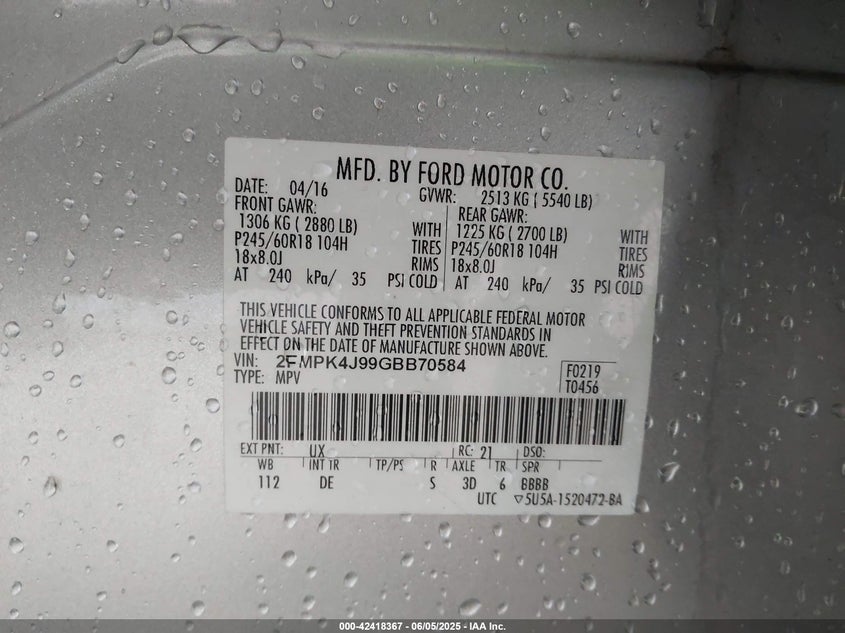 MFD. BY FORD MOTOR CO.
DATE: 04/16 GVWR: 2513 KG ( 5540 LB)
FRONT GAWR: REAR GAWR:
1306 KG ( 2880 LB) WITH 1225 KG ( 2700 LB) WITH
P245/60R18 104H TIRES P245/60R18 104H TIRES
18x8.0J RIMS 18x8.0J RIMS
AT 240 kPa/ 35 PSI COLD AT 240 kPa/ 35 PSI COLD
THIS VEHICLE CONFORMS TO ALL APPLICABLE FEDERAL MOTOR
VEHICLE SAFETY AND THEFT PREVENTION STANDARDS IN
EFFECT ON THE DATE OF MANUFACTURE SHOWN ABOVE.
VIN: 2FMPK4J99GBB70584 F0219
TYPE: MPV T0456
EXT PNT: UX RC: 21 DSO:
WB INT TR TP/PS R AXLE TR SPR
112 DE S 3D 6 BBBB
UTC ▽5U5A-1520472-BA
000-42418367 - 06/05/2025 - IAA Inc.